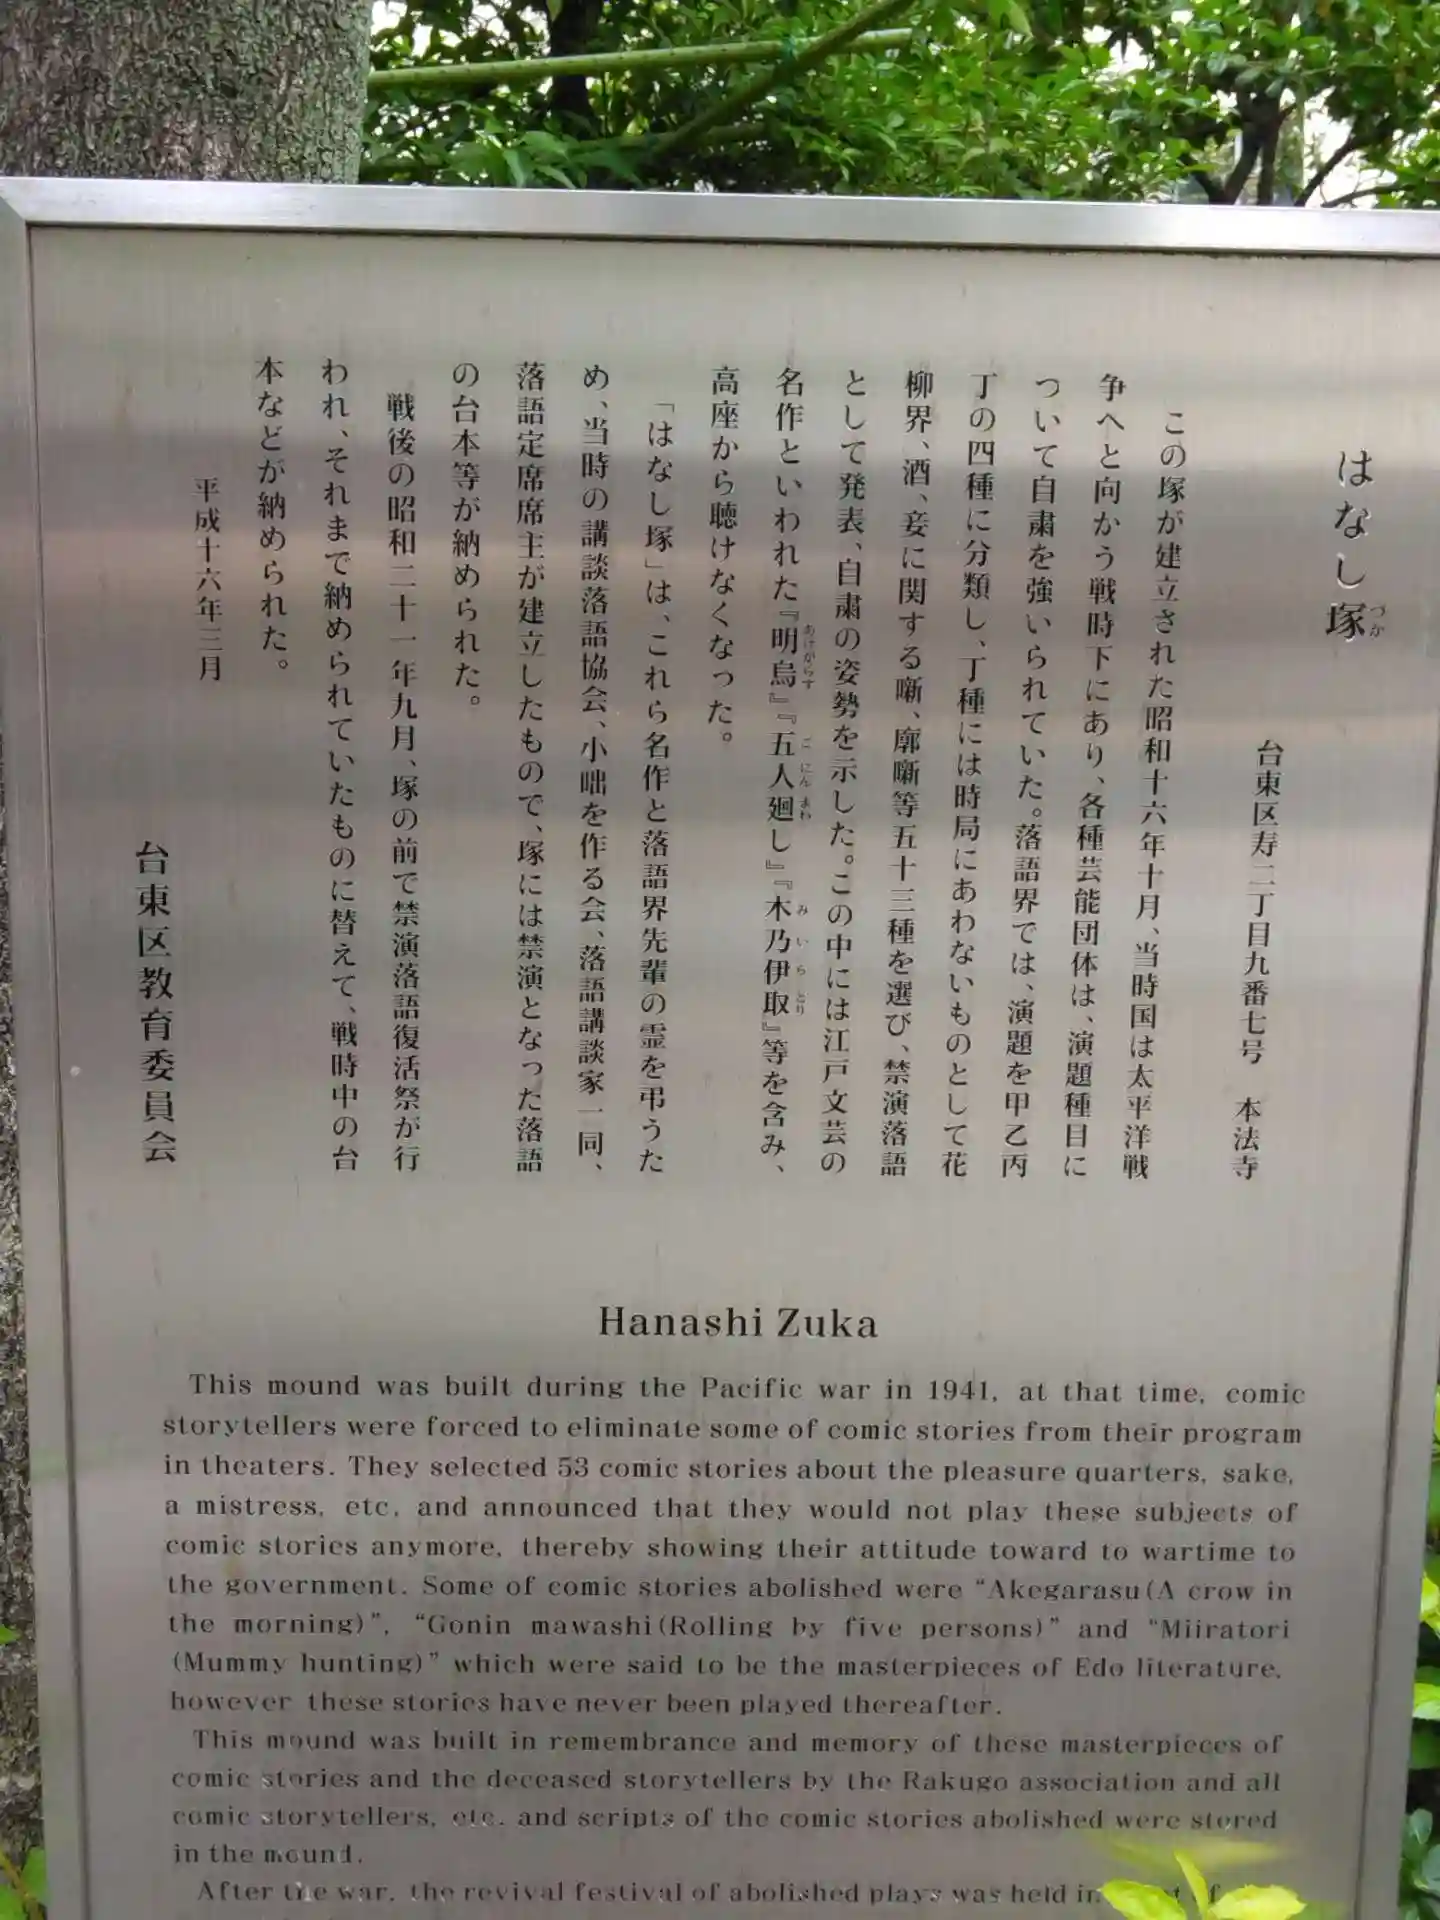 はなし塚
づか
台東区寿二丁目九番七号 本法寺
この塚が建立された昭和十六年十月、当時国は太平洋戦
争へと向かう戦時下にあり、各種芸能団体は、演題種目に
ついて自粛を強いられていた。落語界では、演題を甲乙丙
丁の四種に分類し、丁種には時局にあわないものとして花
柳界、酒、妾に関する噺、廓噺等五十三種を選び、禁演落語
として発表、自粛の姿勢を示した。この中には江戸文芸の
名作といわれた『明烏』『五人廻し』『木乃伊取』等を含み、
あけがらす ごにんまわ みいらとり
高座から聴けなくなった。
「はなし塚」は、これら名作と落語界先輩の霊を弔うた
め、当時の講談落語協会、小咄を作る会、落語講談家一同、
落語定席席主が建立したもので、塚には禁演となった落語
の台本等が納められた。
戦後の昭和二十一年九月、塚の前で禁演落語復活祭が行
われ、それまで納められていたものに替えて、戦時中の台
本などが納められた。
平成十六年三月
台東区教育委員会
Hanashi Zuka
This mound was built during the Pacific war in 1941, at that time, comic
storytellers were forced to eliminate some of comic stories from their program
in theaters. They selected 53 comic stories about the pleasure quarters, sake,
a mistress, etc, and announced that they would not play these subjects of
comic stories anymore, thereby showing their attitude toward to wartime to
the government. Some of comic stories abolished were “Akegarasu(A crow in
the morning)”, “Gonin mawashi(Rolling by five persons)” and “Miiratori
(Mummy hunting)” which were said to be the masterpieces of Edo literature,
however these stories have never been played thereafter.
This mound was built in remembrance and memory of these masterpieces of
comic stories and the deceased storytellers by the Rakugo association and all
comic storytellers, etc. and scripts of the comic stories abolished were stored
in the mound.
After the war, the revival festival of abolished plays was held in of